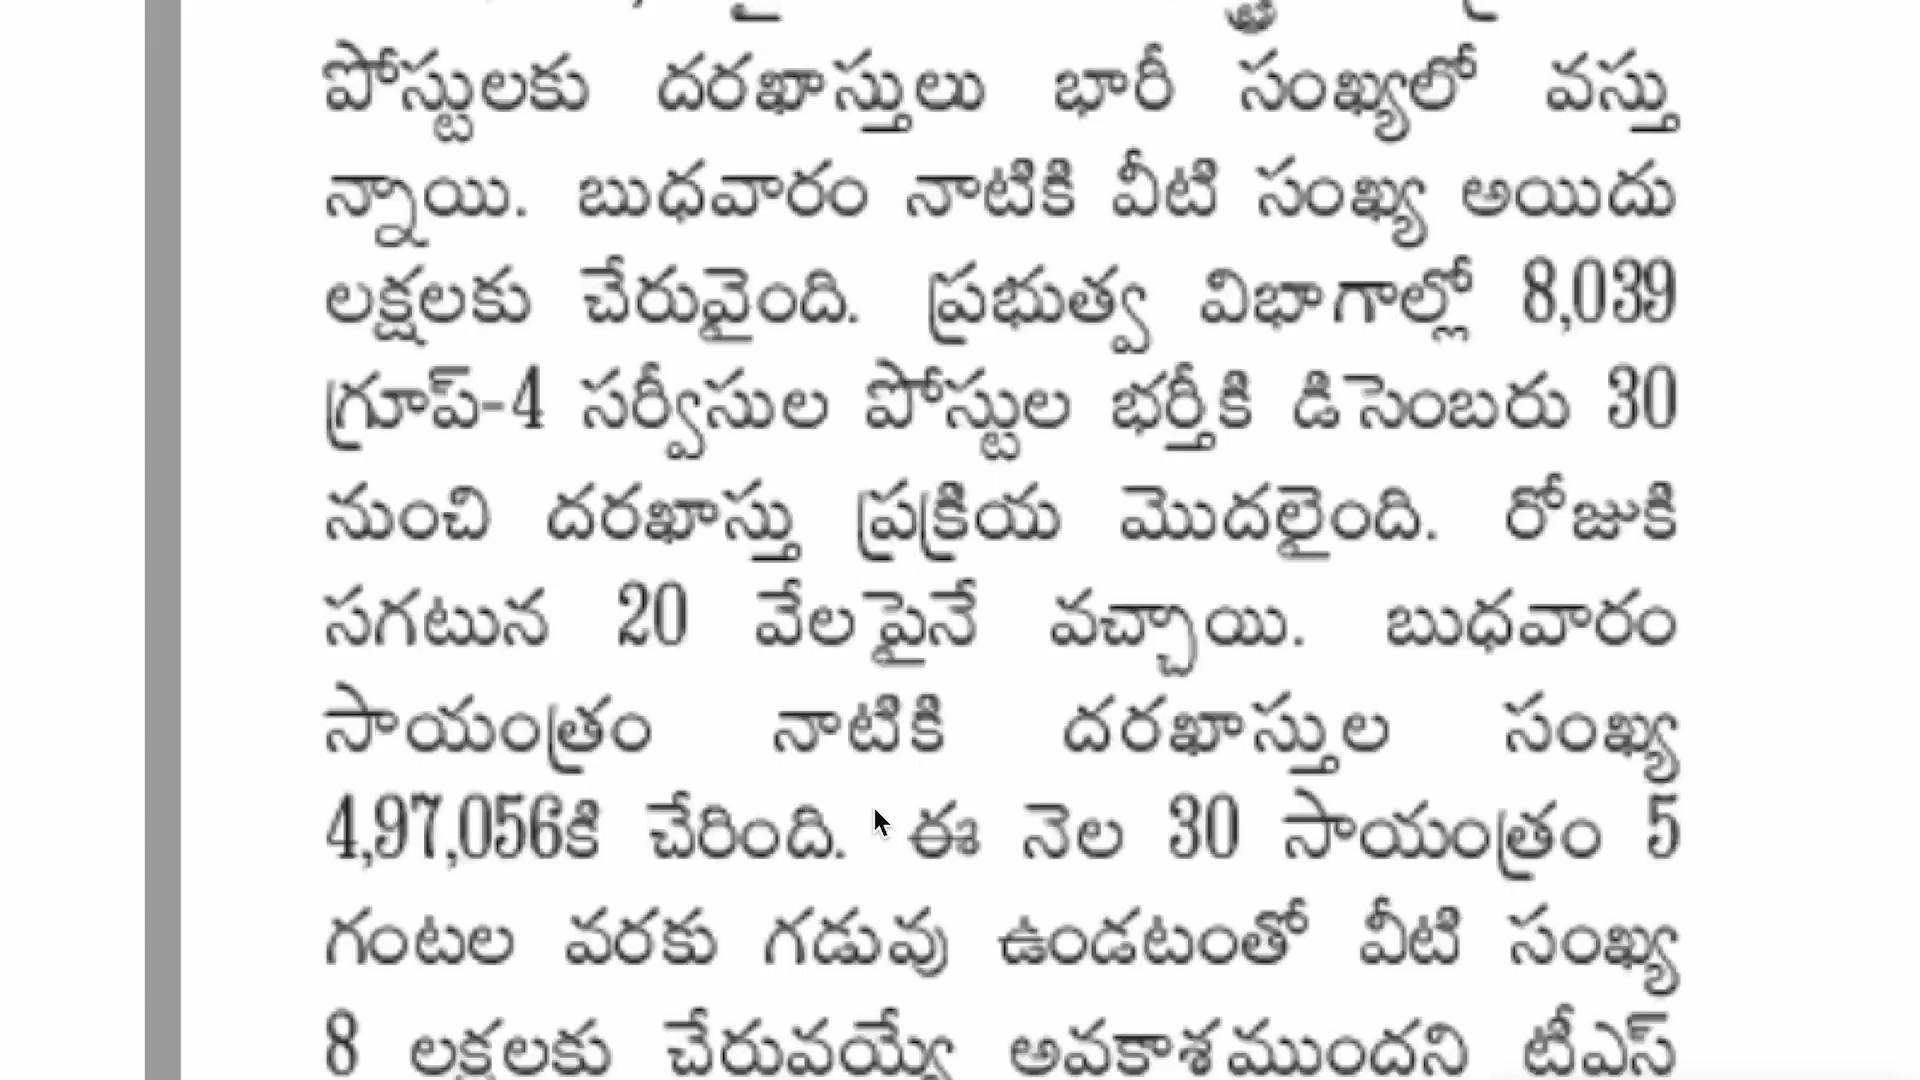 పోస్టులకు దరఖాస్తులు భారీ సంఖ్యలో వస్తు
న్నాయి. బుధవారం నాటికి వీటి సంఖ్య అయిదు
లక్షలకు చేరువైంది. ప్రభుత్వ విభాగాల్లో 8,039
గ్రూప్-4 సర్వీసుల పోస్టుల భర్తీకి డిసెంబరు 30
నుంచి దరఖాస్తు ప్రక్రియ మొదలైంది. రోజుకి
సగటున 20 వేలపైనే వచ్చాయి. బుధవారం
సాయంత్రం నాటికి దరఖాస్తుల సంఖ్య
4,97,056కి చేరింది. ఈ నెల 30 సాయంత్రం 5
గంటల వరకు గడువు ఉండటంతో వీటి సంఖ్య
8 లక్షలకు చేరువయ్యే అవకాశముందని టీఎస్